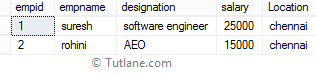 empid empname designation salary Location
1 suresh software engineer 25000 chennai
2 rohini AEO 15000 chennai
© Tutlane.com